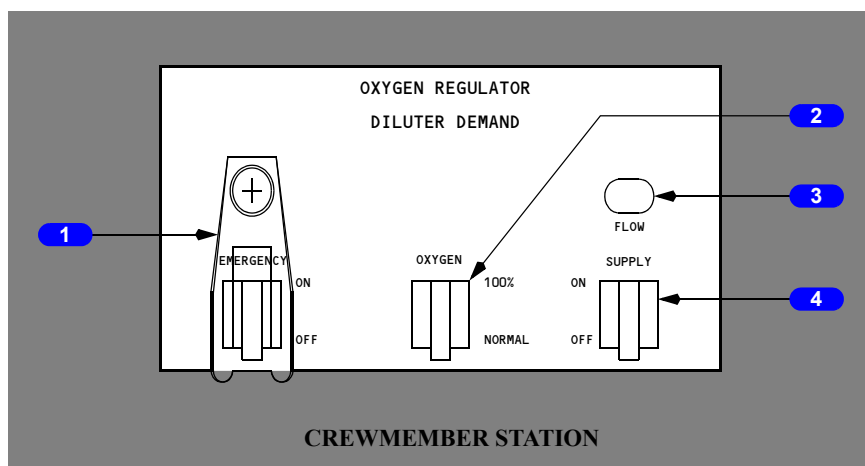 OXYGEN REGULATOR
DILUTER DEMAND
2
3
FLOW
1
EMERGENCY
OXYGEN
SUPPLY
ON
100%
ON
4
OFF
NORMAL
OFF
CREWMEMBER STATION